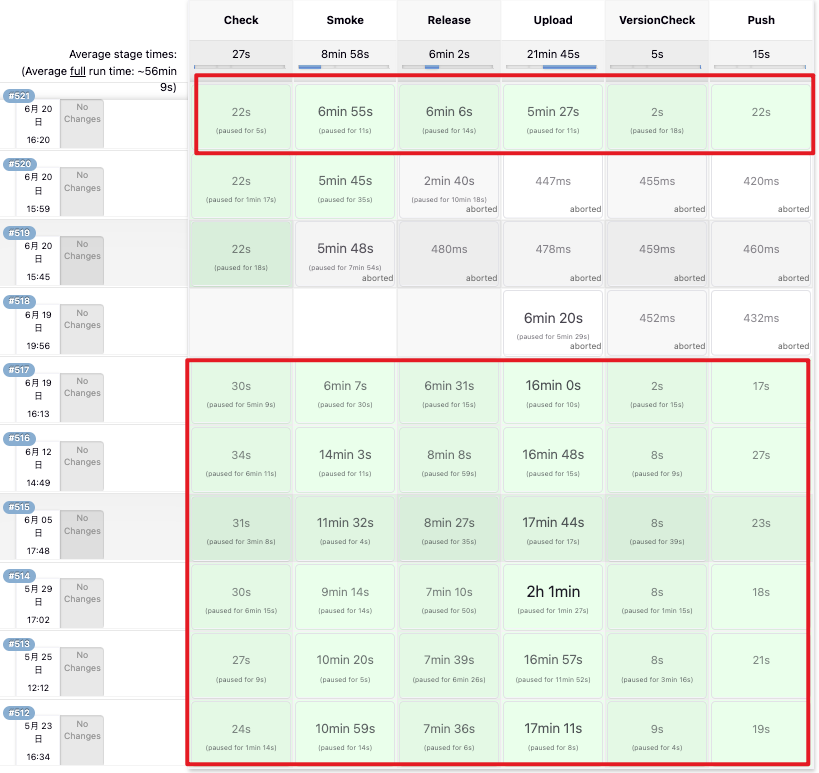 Check Smoke Release Upload VersionCheck Push
Average stage times: 27s 8min 58s 6min 2s 21min 45s 5s 15s
(Average full run time: ~56min
9s)
#521
6月 20 No
日 Changes
16:20
22s 6min 55s 6min 6s 5min 27s 2s 22s
(paused for 5s) (paused for 11s) (paused for 14s) (paused for 11s) (paused for 18s)
#520
6月 20 No
日 Changes
15:59
22s 5min 45s 2min 40s 447ms 455ms 420ms
(paused for 1min 17s) (paused for 35s) (paused for 10min 18s)
aborted aborted aborted aborted
#519
6月 20 No
日 Changes
15:45
22s 5min 48s 480ms 478ms 459ms 460ms
(paused for 18s) (paused for 7min 54s)
aborted aborted aborted aborted aborted
#518
6月 19 No
日 Changes
19:56
6min 20s 452ms 432ms
(paused for 5min 29s)
aborted aborted aborted
#517
6月 19 No
日 Changes
16:13
30s 6min 7s 6min 31s 16min 0s 2s 17s
(paused for 5min 9s) (paused for 30s) (paused for 15s) (paused for 10s) (paused for 15s)
#516
6月 12 No
日 Changes
14:49
34s 14min 3s 8min 8s 16min 48s 8s 27s
(paused for 6min 11s) (paused for 11s) (paused for 59s) (paused for 15s) (paused for 9s)
#515
6月 05 No
日 Changes
17:48
31s 11min 32s 8min 27s 17min 44s 8s 23s
(paused for 3min 8s) (paused for 4s) (paused for 35s) (paused for 17s) (paused for 39s)
#514
5月 29 No
日 Changes
17:02
30s 9min 14s 7min 10s 2h 1min 8s 18s
(paused for 6min 15s) (paused for 14s) (paused for 50s) (paused for 1min 27s) (paused for 1min 15s)
#513
5月 25 No
日 Changes
12:12
27s 10min 20s 7min 39s 16min 57s 8s 21s
(paused for 9s) (paused for 5s) (paused for 6min 26s) (paused for 11min 52s) (paused for 3min 16s)
#512
5月 23 No
日 Changes
16:34
24s 10min 59s 7min 36s 17min 11s 9s 19s
(paused for 1min 14s) (paused for 14s) (paused for 6s) (paused for 8s) (paused for 4s)